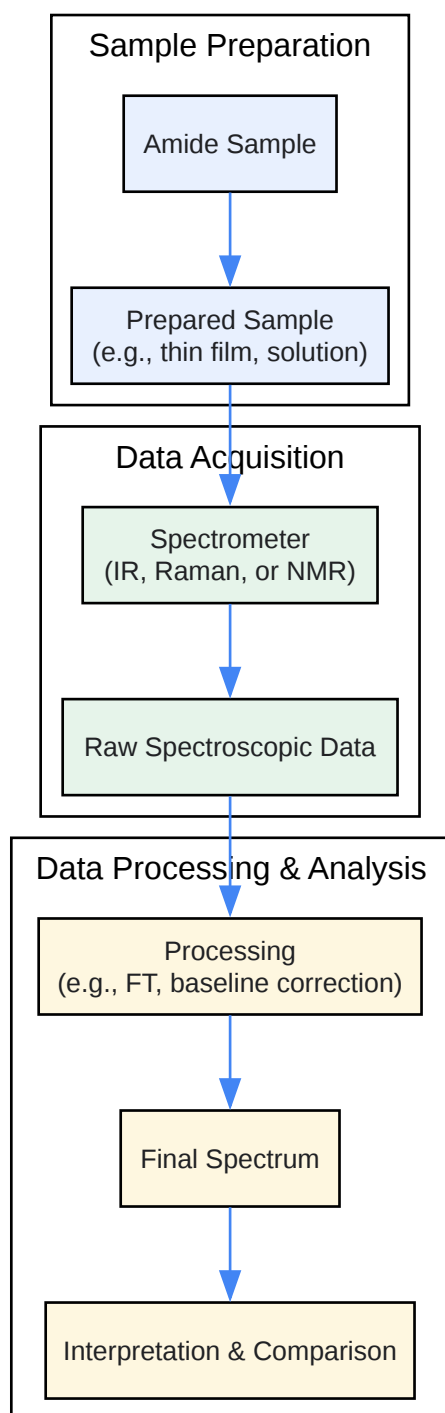 Sample Preparation
Amide Sample
Prepared Sample
(e.g., thin film, solution)
Data Acquisition
Spectrometer
(IR, Raman, or NMR)
Raw Spectroscopic Data
Data Processing & Analysis
Processing
(e.g., FT, baseline correction)
Final Spectrum
Interpretation & Comparison